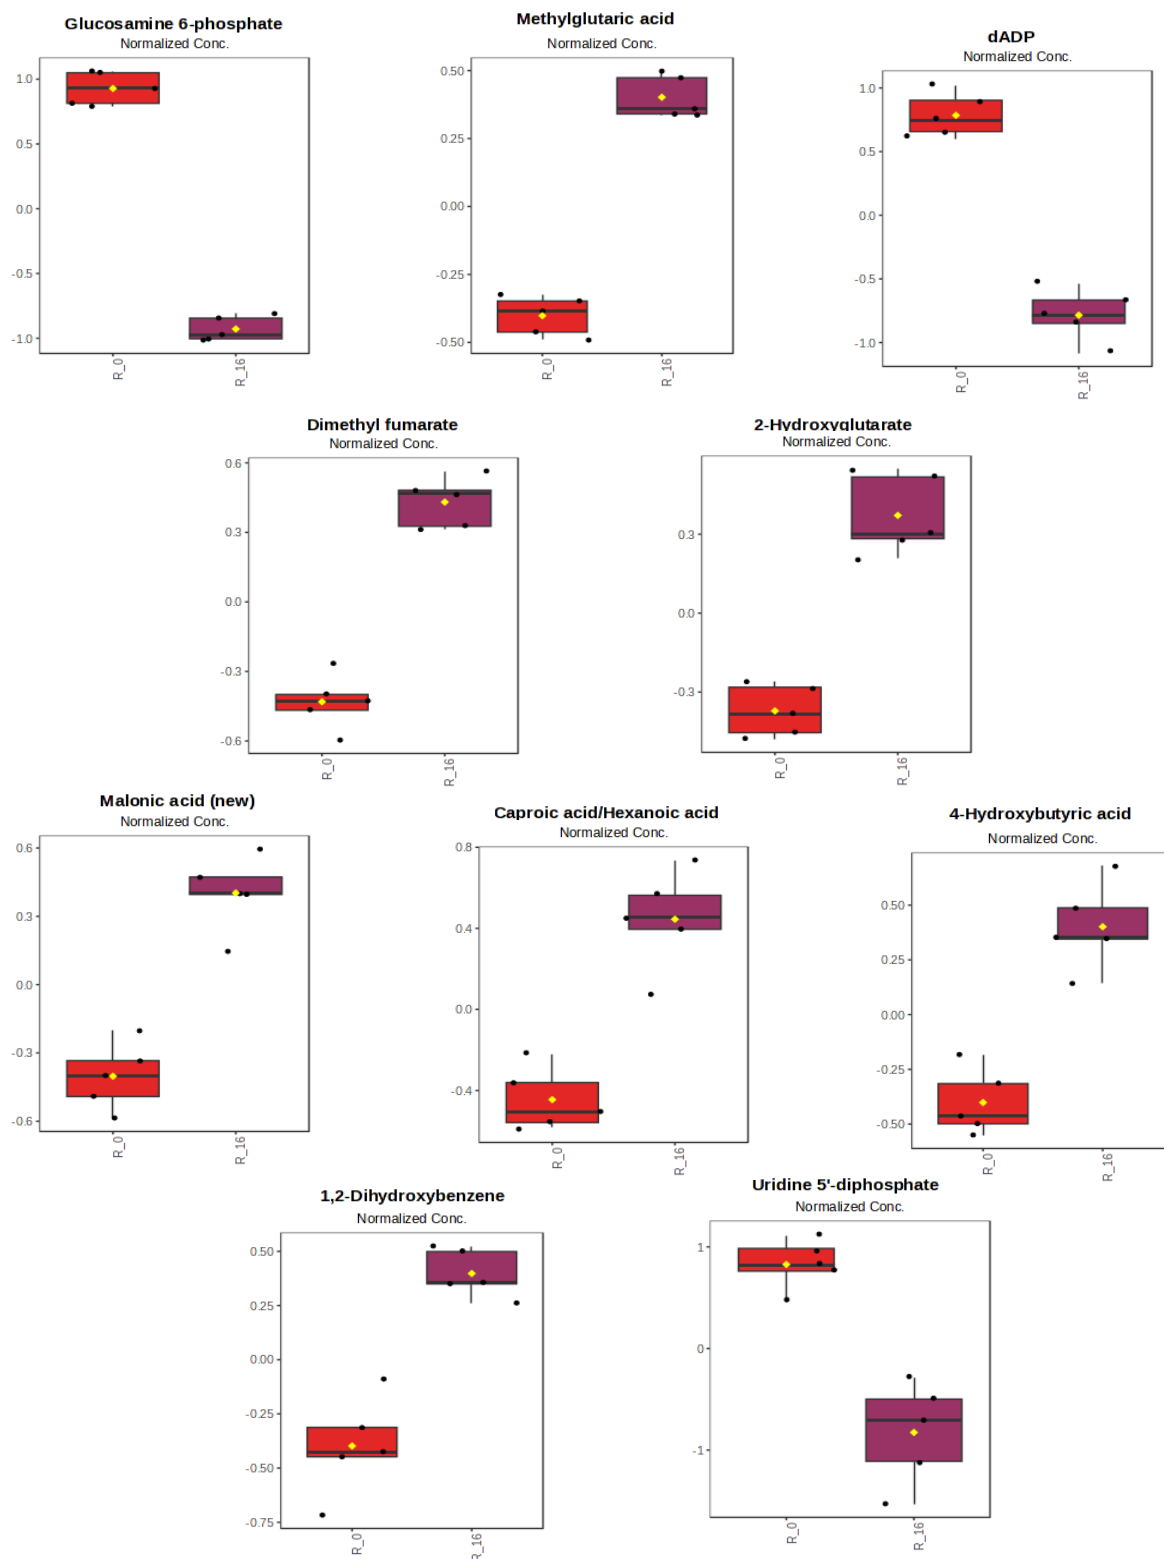 Glucosamine 6-phosphate
Normalized Conc.
1.0
0.5
0.0
-0.5
-1.0
R_0
R_16
Methylglutaric acid
Normalized Conc.
0.50
0.25
0.00
-0.25
-0.50
R_0
R_16
dADP
Normalized Conc.
1.0
0.5
0.0
-0.5
-1.0
R_0
R_16
Dimethyl fumarate
Normalized Conc.
0.6
0.3
0.0
-0.3
-0.6
R_0
R_16
2-Hydroxyglutarate
Normalized Conc.
0.3
0.0
-0.3
R_0
R_16
Malonic acid (new)
Normalized Conc.
0.6
0.3
0.0
-0.3
-0.6
R_0
R_16
Caproic acid/Hexanoic acid
Normalized Conc.
0.8
0.4
0.0
-0.4
R_0
R_16
4-Hydroxybutyric acid
Normalized Conc.
0.50
0.25
0.00
-0.25
-0.50
R_0
R_16
1,2-Dihydroxybenzene
Normalized Conc.
0.50
0.25
0.00
-0.25
-0.50
-0.75
R_0
R_16
Uridine 5'-diphosphate
Normalized Conc.
1
0
-1
R_0
R_16